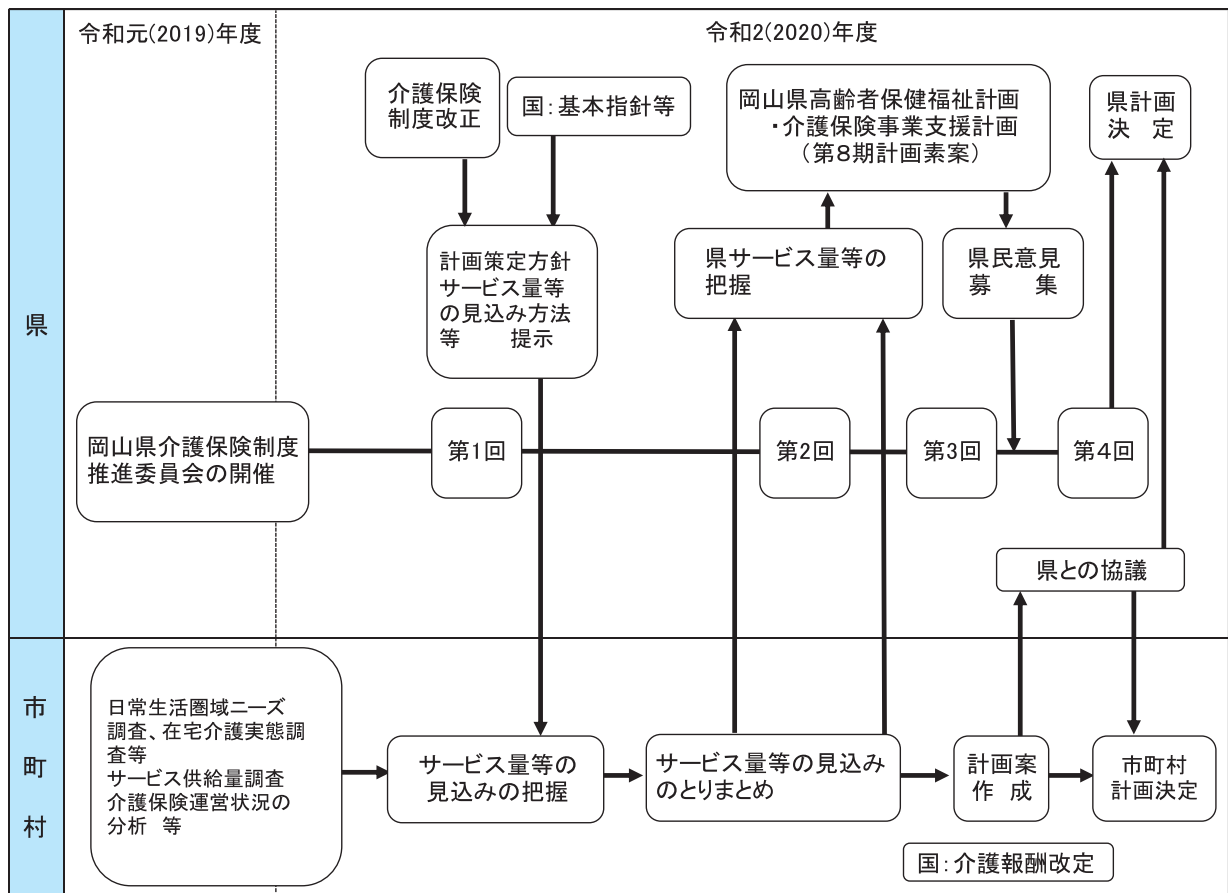 令和元(2019)年度
令和2(2020)年度
県
介護保険
制度改正
国：基本指針等
岡山県高齢者保健福祉計画
・介護保険事業支援計画
（第８期計画素案）
県計画
決 定
計画策定方針
サービス量等
の見込み方法
等 提示
県サービス量等の
把握
県民意見
募 集
岡山県介護保険制度
推進委員会の開催
第１回
第２回
第３回
第４回
県との協議
市
町
村
日常生活圏域ニーズ
調査、在宅介護実態調
査等
サービス供給量調査
介護保険運営状況の
分析 等
サービス量等の
見込みの把握
サービス量等の見込み
のとりまとめ
計画案
作 成
市町村
計画決定
国：介護報酬改定